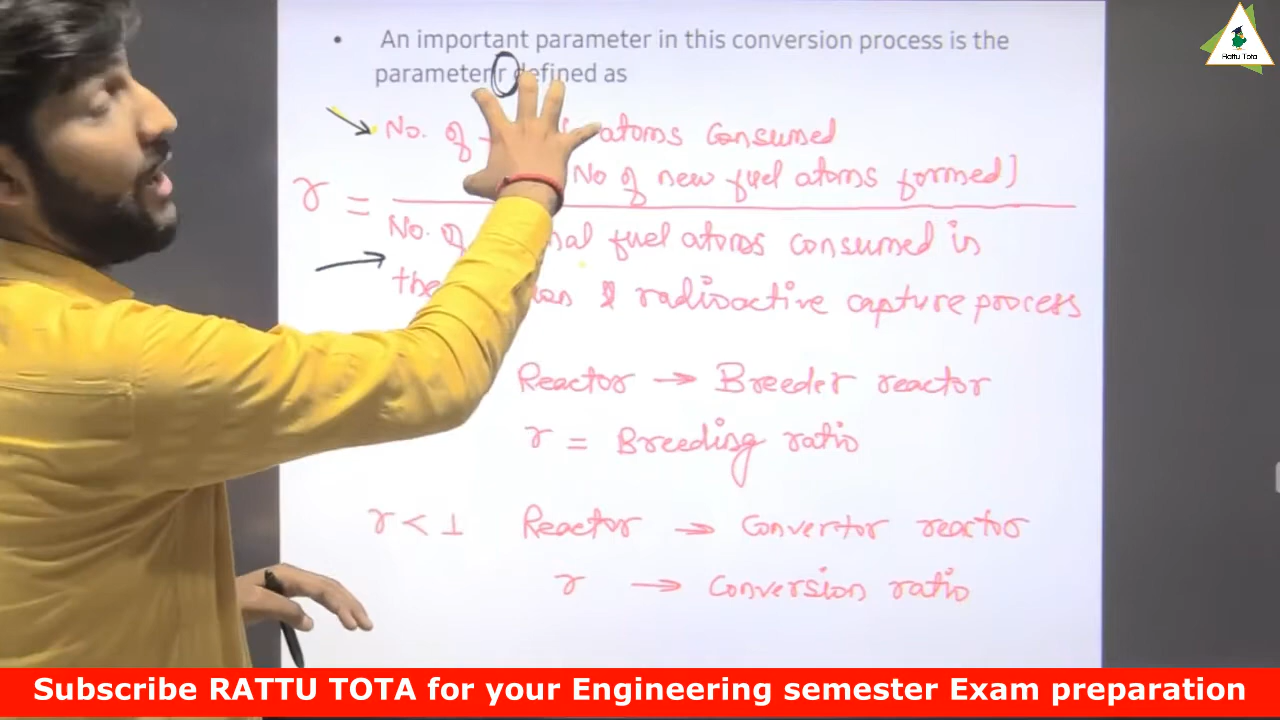 Rattu Tota
• An important parameter in this conversion process is the
parameter r defined as
No. of atoms consumed
No of new fuel atoms formed]
r =
No. of fuel atoms consumed in
& radioactive capture process
Reactor → Breeder reactor
r = Breeding ratio
r < 1 Reactor → Convertor reactor
r → Conversion ratio
Subscribe RATTU TOTA for your Engineering semester Exam preparation